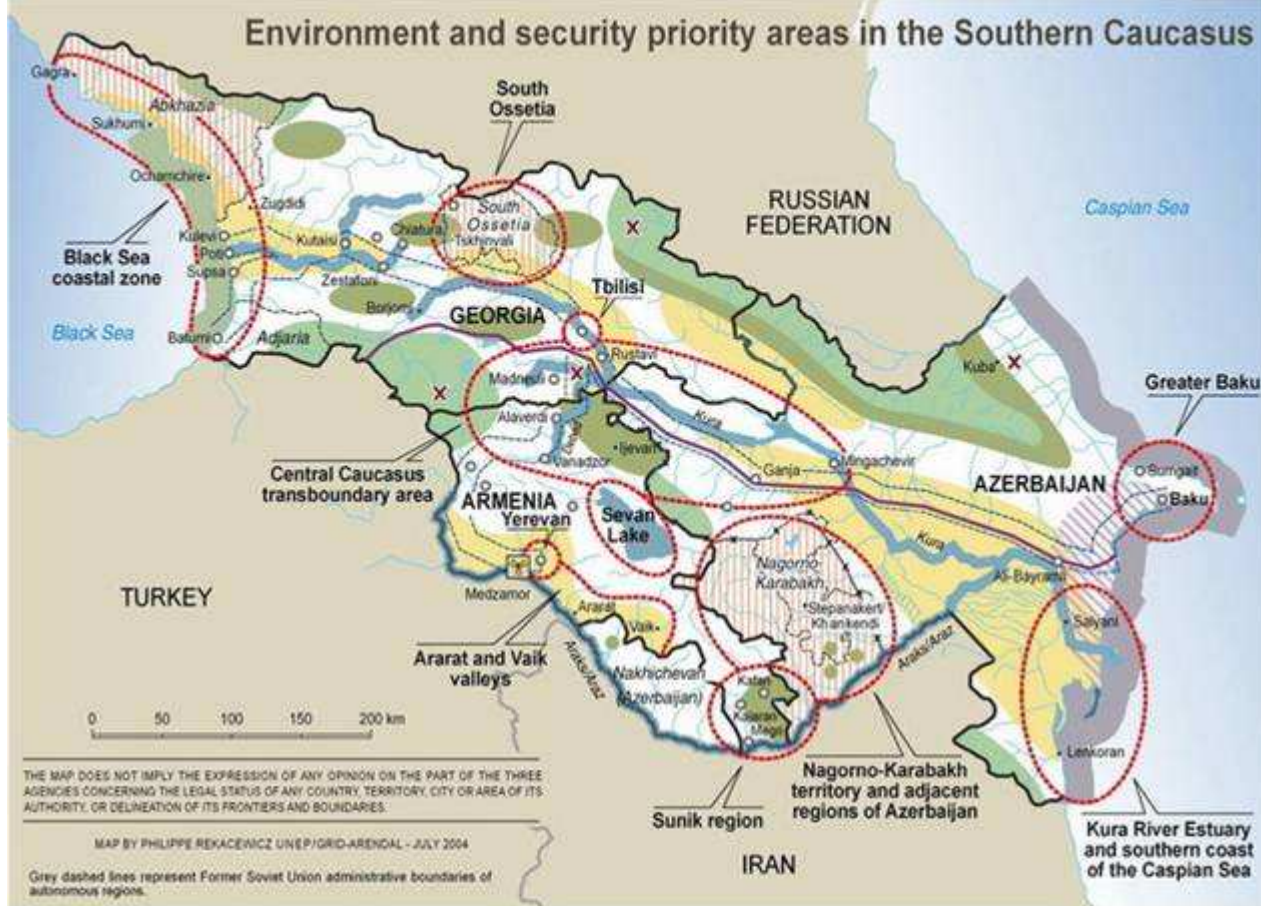 Environment and security priority areas in the Southern Caucasus
Gagra
Abkhazia
Sukhumi
Ochamchire
Zugdidi
South
Ossetia
South
Ossetia
Tskhinvali
RUSSIAN
FEDERATION
Caspian Sea
Black Sea
coastal zone
Kulevi
Poti
Supsa
Kutaisi
Chiatura
Zestafoni
Borjomi
Black Sea
Batumi
Adjaria
GEORGIA
Tbilisi
Rustavi
Kuba
Greater Baku
Madneuli
Alaverdi
Debed
Vanadzor
Ijevan
Kura
Ganja
Mingachevir
AZERBAIJAN
Sumgait
Baku
Central Caucasus
transboundary area
ARMENIA
Yerevan
Sevan
Lake
Kura
Nagorno-
Karabakh
Stepanakert/
Khankendi
Ali-Bayramli
Salyani
TURKEY
Medzamor
Ararat
Vaik
Ararat and Vaik
valleys
Araks/Araz
Nakhichevan
(Azerbaijan)
Araks/Araz
Kafan
Kajaran
Megri
Lenkoran
0 50 100 150 200 km
Sunik region
Nagorno-Karabakh
territory and adjacent
regions of Azerbaijan
Kura River Estuary
and southern coast
of the Caspian Sea
IRAN
THE MAP DOES NOT IMPLY THE EXPRESSION OF ANY OPINION ON THE PART OF THE THREE
AGENCIES CONCERNING THE LEGAL STATUS OF ANY COUNTRY, TERRITORY, CITY OR AREA OF ITS
AUTHORITY, OR DELINEATION OF ITS FRONTIERS AND BOUNDARIES.
MAP BY PHILIPPE REKACEWICZ UNEP/GRID-ARENDAL - JULY 2004
Grey dashed lines represent Former Soviet Union administrative boundaries of
autonomous regions.